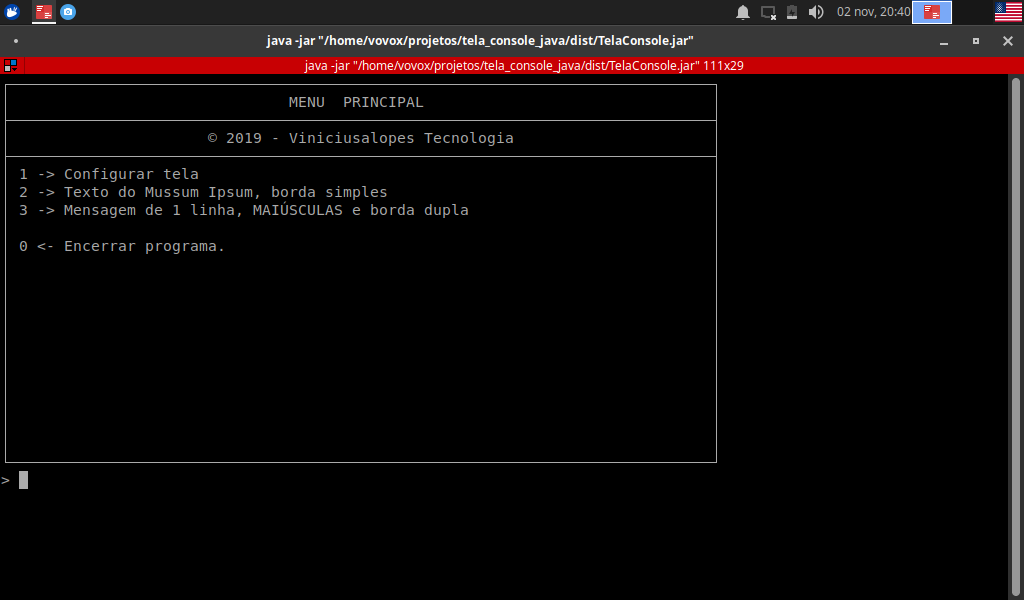 02 nov, 20:40
java -jar "/home/vovox/projetos/tela_console_java/dist/TelaConsole.jar"
java -jar "/home/vovox/projetos/tela_console_java/dist/TelaConsole.jar" 111x29
MENU  PRINCIPAL
© 2019 - Viniciusalopes Tecnologia
1 -> Configurar tela
2 -> Texto do Mussum Ipsum, borda simples
3 -> Mensagem de 1 linha, MAIÚSCULAS e borda dupla
0 <- Encerrar programa.
>